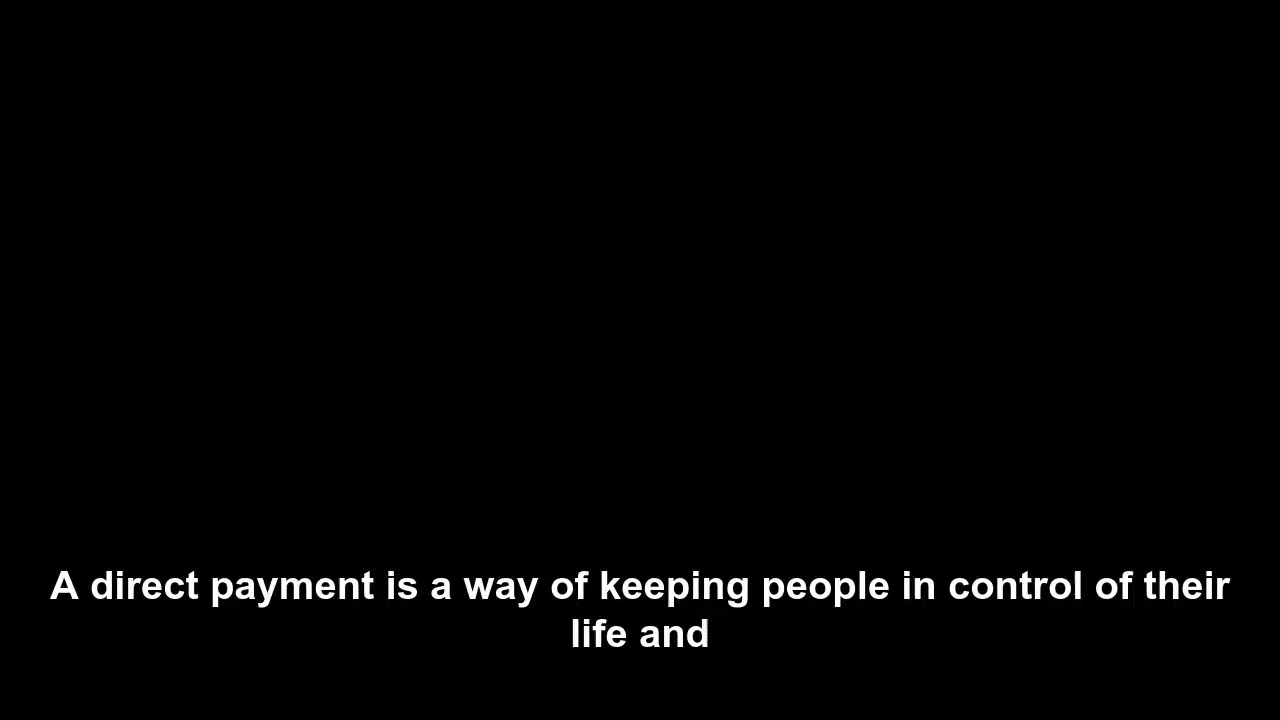 A direct payment is a way of keeping people in control of their
life and